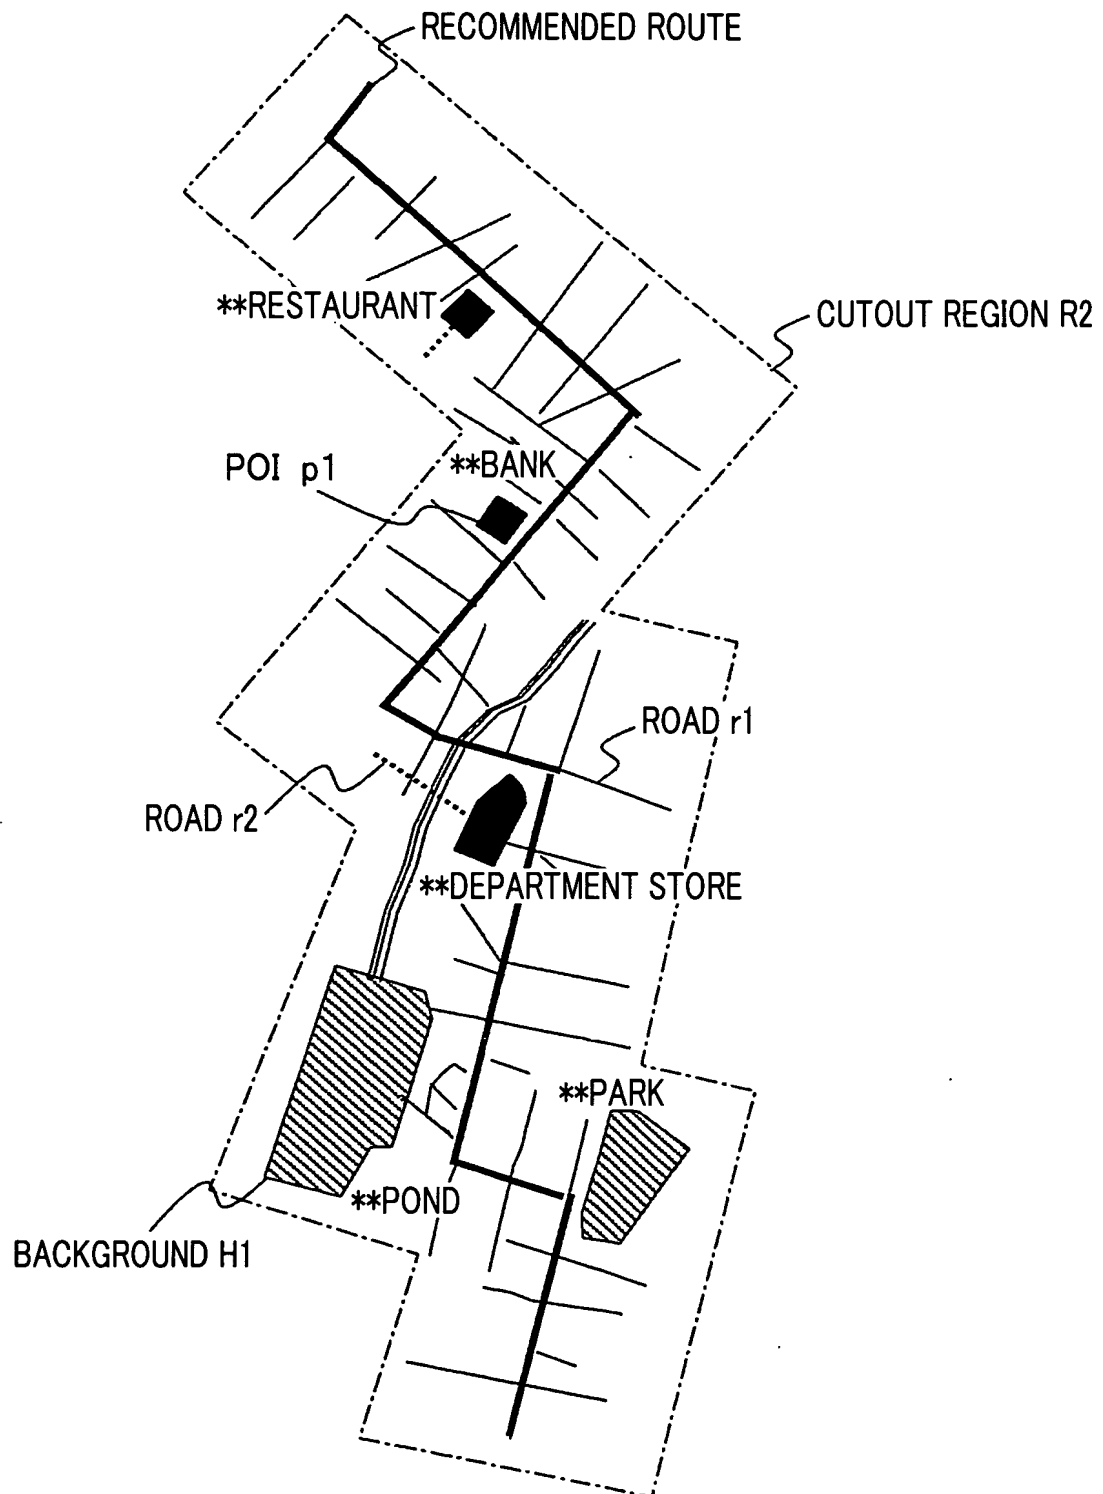 RECOMMENDED ROUTE
**RESTAURANT
CUTOUT REGION R2
**BANK
POI p1
ROAD r1
ROAD r2
**DEPARTMENT STORE
**PARK
**POND
BACKGROUND H1